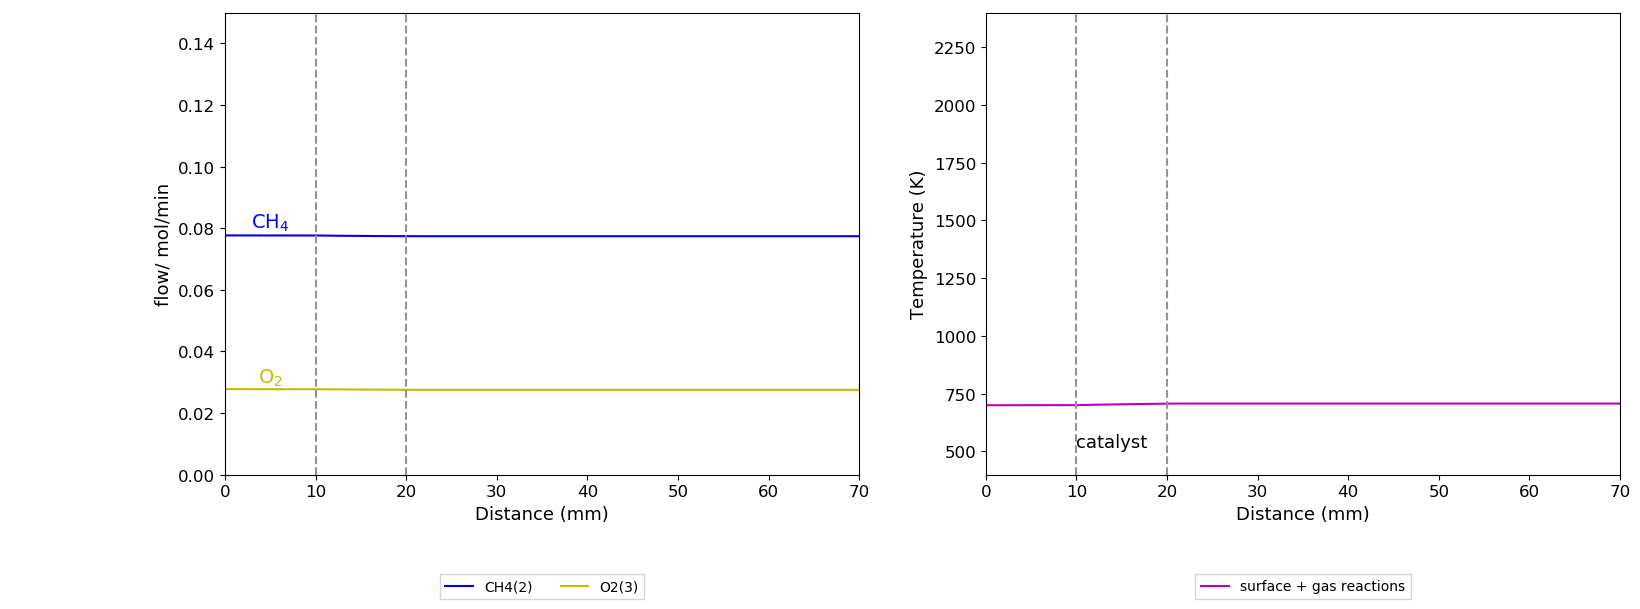 0.14
0.12
0.10
0.08
0.06
0.04
0.02
0.00
flow/ mol/min
CH₄
O₂
0 10 20 30 40 50 60 70
Distance (mm)
CH4(2) O2(3)
2250
2000
1750
1500
1250
1000
750
500
Temperature (K)
catalyst
0 10 20 30 40 50 60 70
Distance (mm)
surface + gas reactions